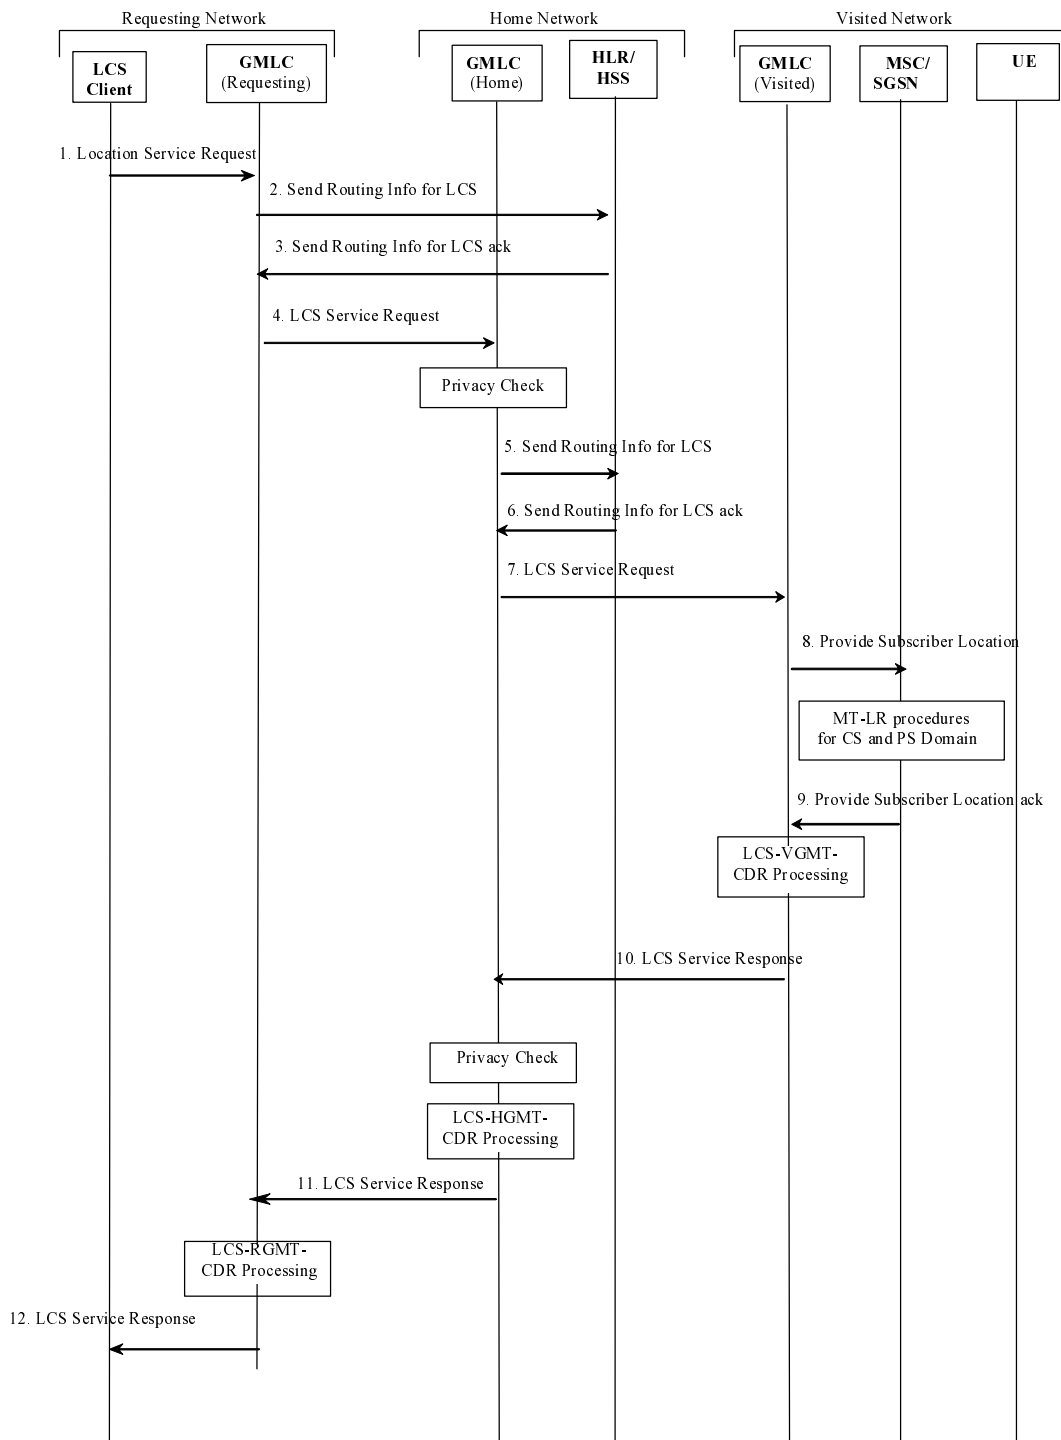 Requesting Network
Home Network
Visited Network
LCS
Client
GMLC
(Requesting)
GMLC
(Home)
HLR/
HSS
GMLC
(Visited)
MSC/
SGSN
UE
1. Location Service Request
2. Send Routing Info for LCS
3. Send Routing Info for LCS ack
4. LCS Service Request
Privacy Check
5. Send Routing Info for LCS
6. Send Routing Info for LCS ack
7. LCS Service Request
8. Provide Subscriber Location
MT-LR procedures
for CS and PS Domain
9. Provide Subscriber Location ack
LCS-VGMT-
CDR Processing
10. LCS Service Response
Privacy Check
LCS-HGMT-
CDR Processing
11. LCS Service Response
LCS-RGMT-
CDR Processing
12. LCS Service Response